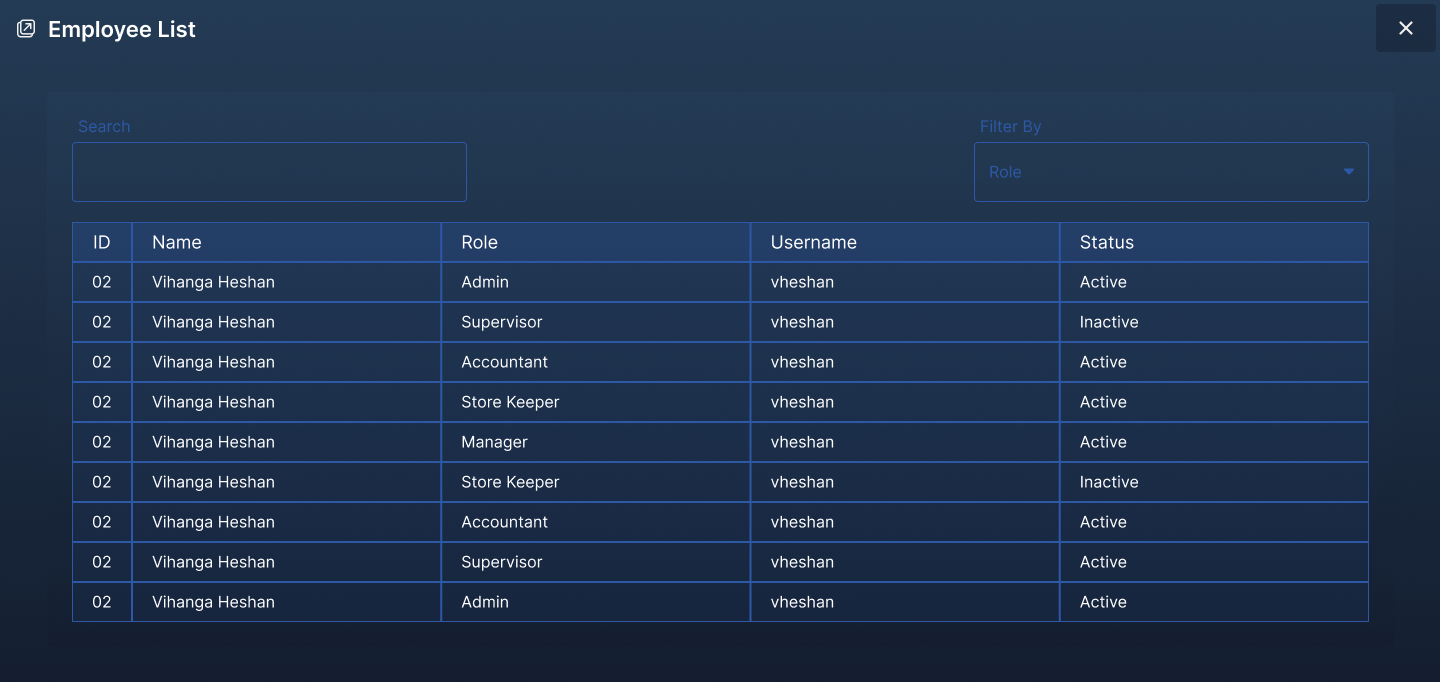 Employee List
Search Filter By
Role
ID Name Role Username Status
02 Vihanga Heshan Admin vheshan Active
02 Vihanga Heshan Supervisor vheshan Inactive
02 Vihanga Heshan Accountant vheshan Active
02 Vihanga Heshan Store Keeper vheshan Active
02 Vihanga Heshan Manager vheshan Active
02 Vihanga Heshan Store Keeper vheshan Inactive
02 Vihanga Heshan Accountant vheshan Active
02 Vihanga Heshan Supervisor vheshan Active
02 Vihanga Heshan Admin vheshan Active